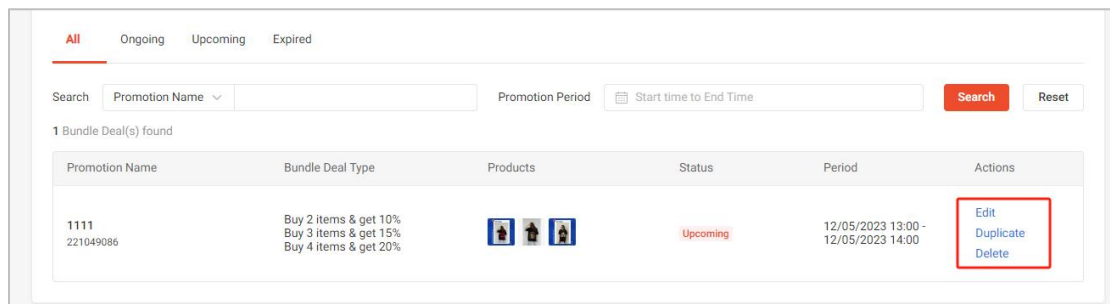 All Ongoing Upcoming Expired
Search Promotion Name Promotion Period Start time to End Time Search Reset
1 Bundle Deal(s) found
Promotion Name Bundle Deal Type Products Status Period Actions
1111
221049086
Buy 2 items & get 10%
Buy 3 items & get 15%
Buy 4 items & get 20%
Upcoming
12/05/2023 13:00 -
12/05/2023 14:00
Edit
Duplicate
Delete